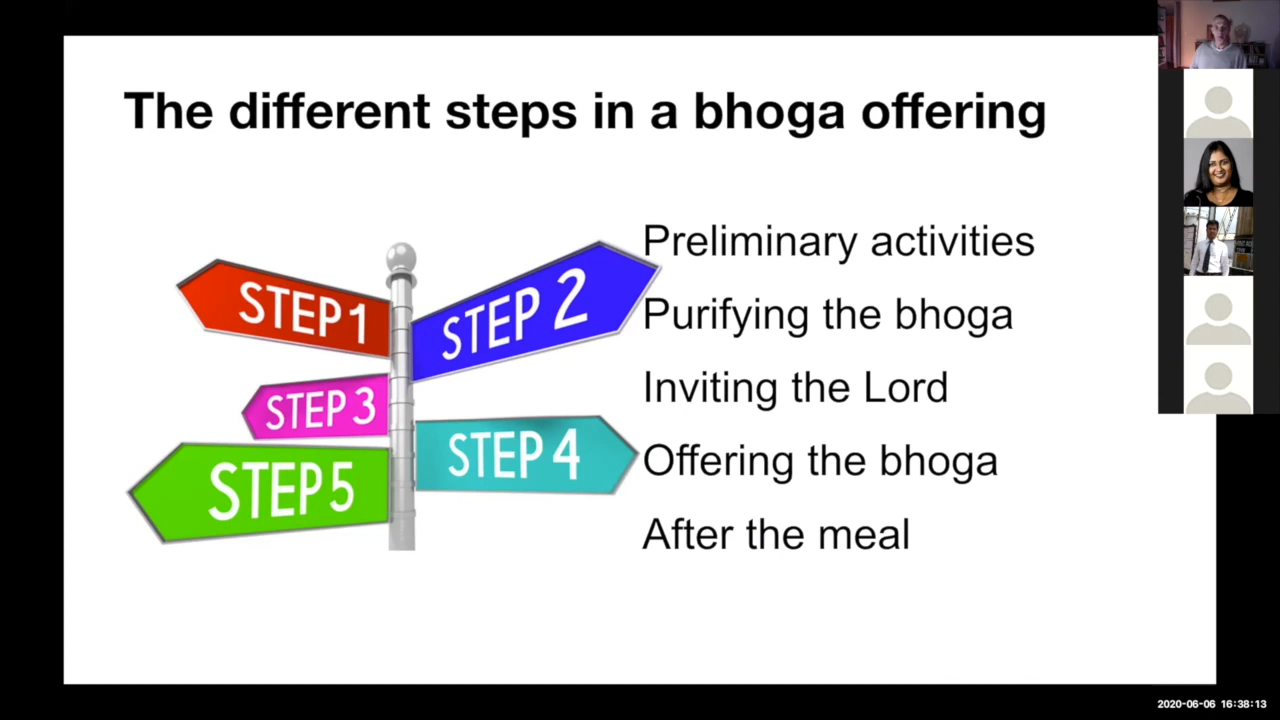 The different steps in a bhoga offering
STEP 1
STEP 2
STEP 3
STEP 4
STEP 5
Preliminary activities
Purifying the bhoga
Inviting the Lord
Offering the bhoga
After the meal
2020-06-06 16:38:13